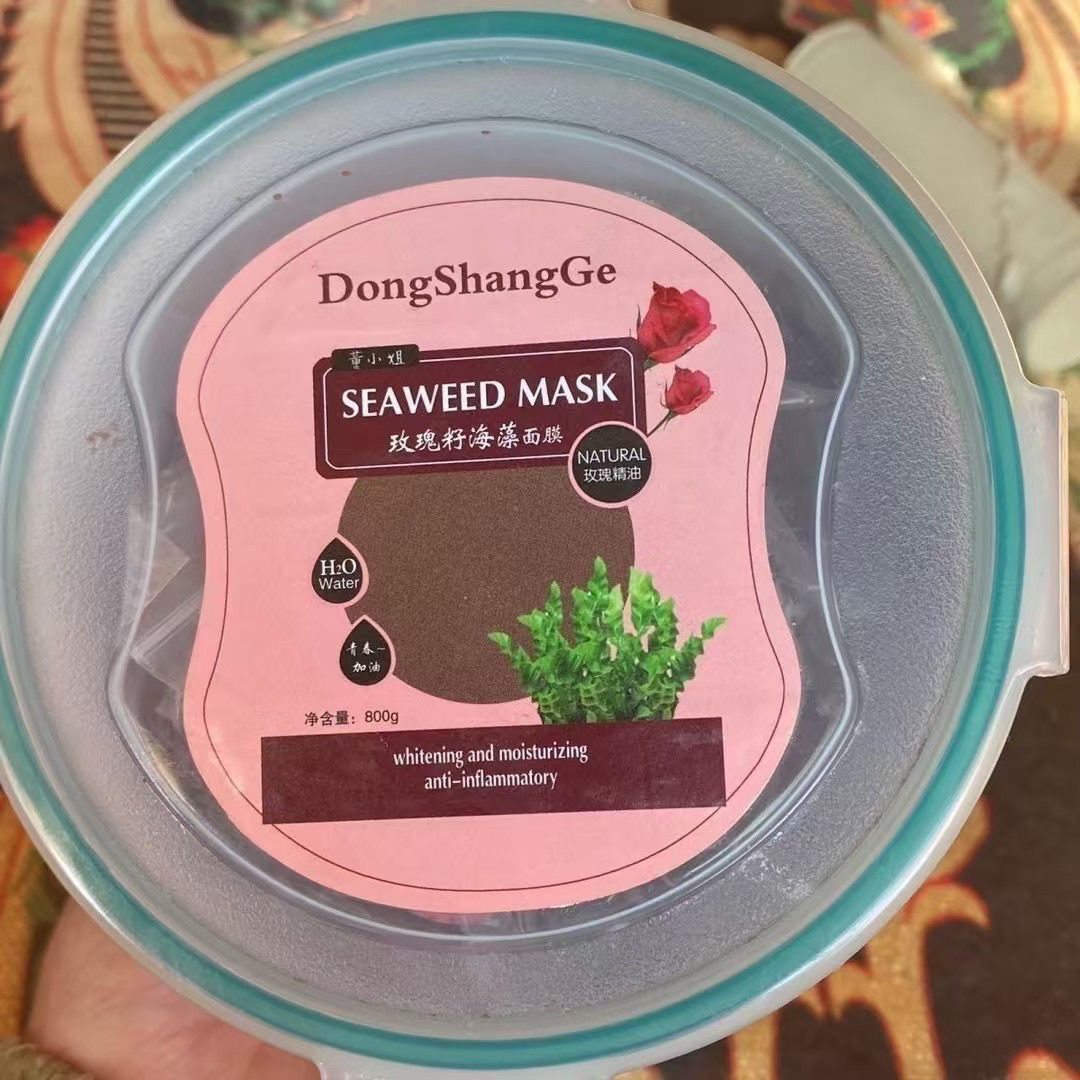 DongShangGe
董小姐
SEAWEED MASK
玫瑰籽海藻面膜
NATURAL
玫瑰精油
H₂O
Water
青春~
加油
净含量：800g
whitening and moisturizing
anti-inflammatory